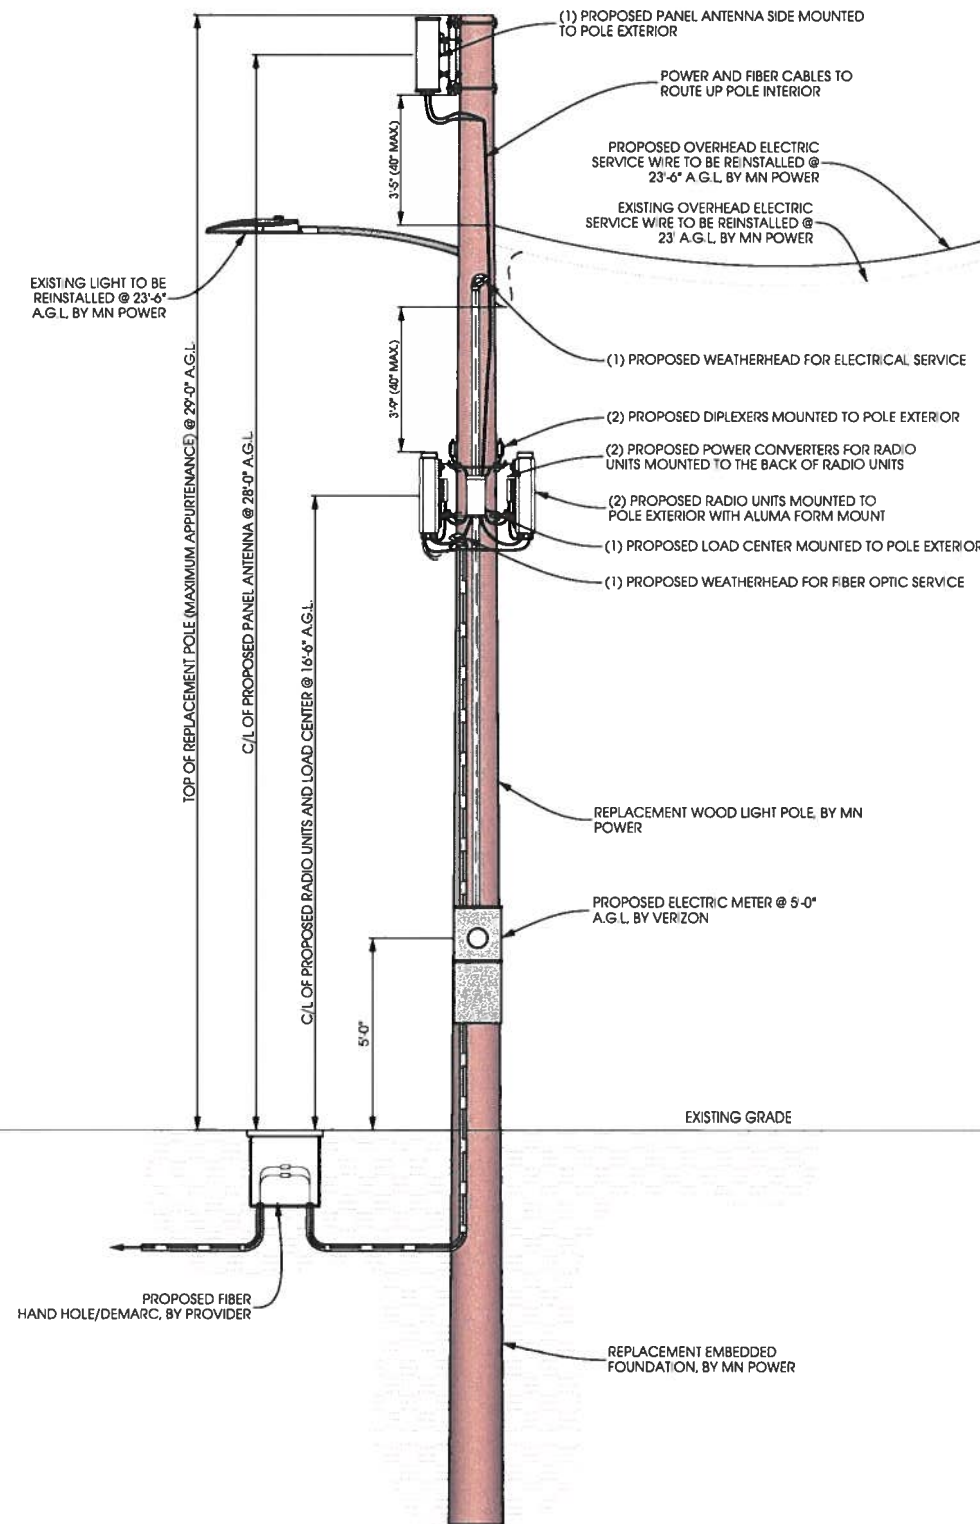 (1) PROPOSED PANEL ANTENNA SIDE MOUNTED
TO POLE EXTERIOR
POWER AND FIBER CABLES TO
ROUTE UP POLE INTERIOR
PROPOSED OVERHEAD ELECTRIC
SERVICE WIRE TO BE REINSTALLED @
23'-6" A.G.L, BY MN POWER
EXISTING OVERHEAD ELECTRIC
SERVICE WIRE TO BE REINSTALLED @
23' A.G.L, BY MN POWER
3'-5" (40" MAX.)
EXISTING LIGHT TO BE
REINSTALLED @ 23'-6"
A.G.L, BY MN POWER
(1) PROPOSED WEATHERHEAD FOR ELECTRICAL SERVICE
3'-9" (40" MAX.)
(2) PROPOSED DIPLEXERS MOUNTED TO POLE EXTERIOR
(2) PROPOSED POWER CONVERTERS FOR RADIO
UNITS MOUNTED TO THE BACK OF RADIO UNITS
(2) PROPOSED RADIO UNITS MOUNTED TO
POLE EXTERIOR WITH ALUMA FORM MOUNT
(1) PROPOSED LOAD CENTER MOUNTED TO POLE EXTERIOR
(1) PROPOSED WEATHERHEAD FOR FIBER OPTIC SERVICE
TOP OF REPLACEMENT POLE (MAXIMUM APPURTENANCE) @ 29'-0" A.G.L.
C/L OF PROPOSED PANEL ANTENNA @ 28'-0" A.G.L.
C/L OF PROPOSED RADIO UNITS AND LOAD CENTER @ 16'-6" A.G.L.
REPLACEMENT WOOD LIGHT POLE, BY MN
POWER
PROPOSED ELECTRIC METER @ 5'-0"
A.G.L, BY VERIZON
5'-0"
EXISTING GRADE
PROPOSED FIBER
HAND HOLE/DEMARC, BY PROVIDER
REPLACEMENT EMBEDDED
FOUNDATION, BY MN POWER